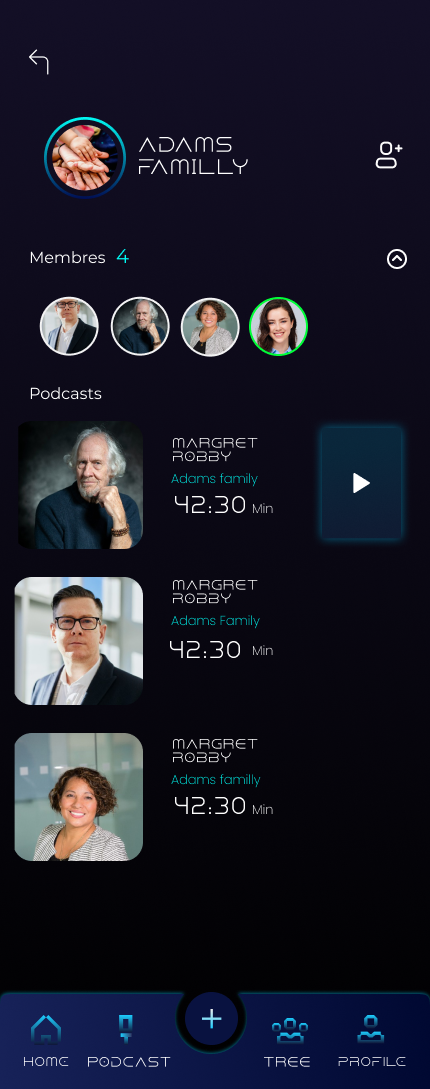 ADAMS
FAMILLY
Membres 4
Podcasts
MARGRET
ROBBY
Adams family
42:30 Min
MARGRET
ROBBY
Adams Family
42:30 Min
MARGRET
ROBBY
Adams familly
42:30 Min
HOME PODCAST TREE PROFILE